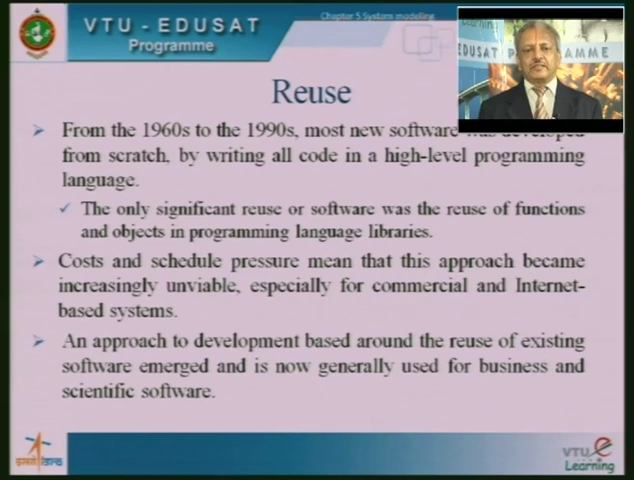 VTU - EDUSAT
Programme
Chapter 5 System modelling
EDUSAT PROGRAMME
Reuse
➢ From the 1960s to the 1990s, most new software was developed
from scratch, by writing all code in a high-level programming
language.
✓ The only significant reuse or software was the reuse of functions
and objects in programming language libraries.
➢ Costs and schedule pressure mean that this approach became
increasingly unviable, especially for commercial and Internet-
based systems.
➢ An approach to development based around the reuse of existing
software emerged and is now generally used for business and
scientific software.
VTU e
Learning